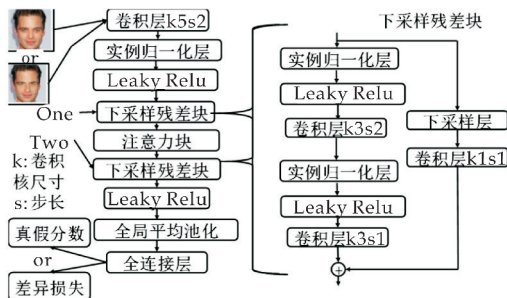 卷积层k5s2
or
实例归一化层
Leaky Relu
One
下采样残差块
注意力块
Two
下采样残差块
k:卷积
核尺寸
s:步长
Leaky Relu
真假分数
全局平均池化
or
全连接层
差异损失
下采样残差块
实例归一化层
Leaky Relu
卷积层k3s2
下采样层
卷积层k1s1
实例归一化层
Leaky Relu
卷积层k3s1
+